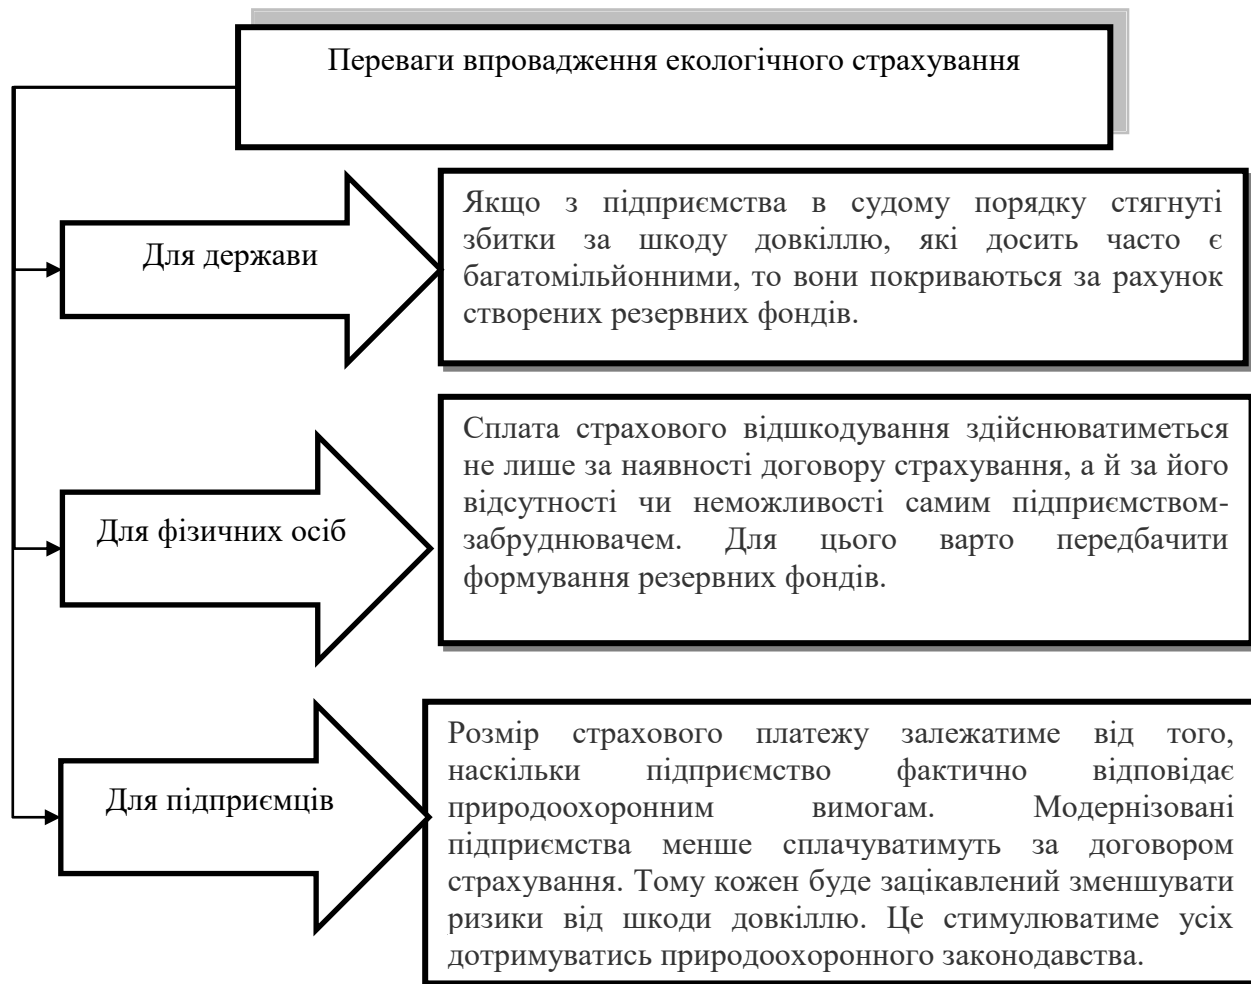 Переваги впровадження екологічного страхування
Для держави
Якщо з підприємства в судому порядку стягнуті
збитки за шкоду довкіллю, які досить часто є
багатомільйонними, то вони покриваються за рахунок
створених резервних фондів.
Для фізичних осіб
Сплата страхового відшкодування здійснюватиметься
не лише за наявності договору страхування, а й за його
відсутності чи неможливості самим підприємством-
забруднювачем. Для цього варто передбачити
формування резервних фондів.
Для підприємців
Розмір страхового платежу залежатиме від того,
наскільки підприємство фактично відповідає
природоохоронним вимогам. Модернізовані
підприємства менше сплачуватимуть за договором
страхування. Тому кожен буде зацікавлений зменшувати
ризики від шкоди довкіллю. Це стимулюватиме усіх
дотримуватись природоохоронного законодавства.